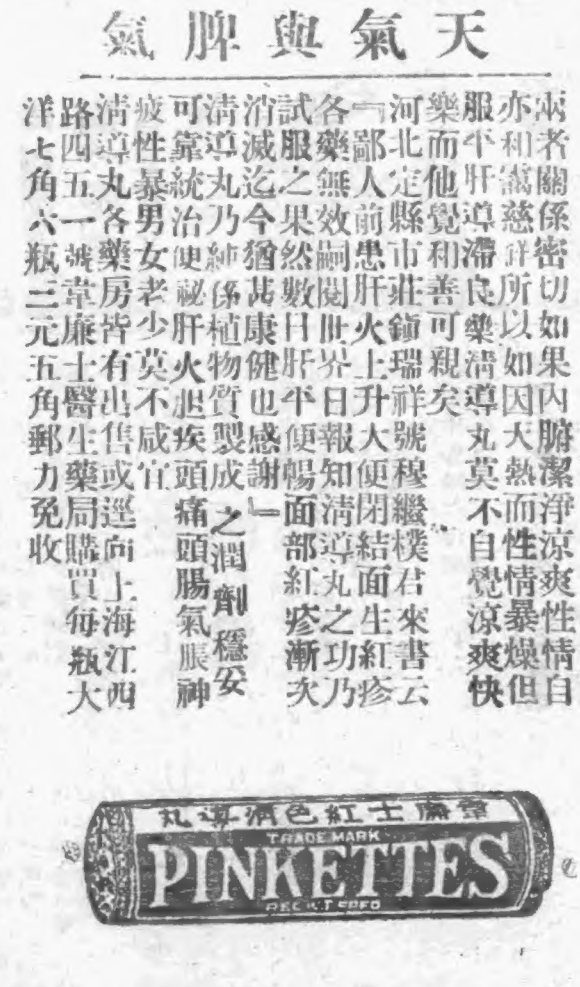 天氣與脾氣
兩者關係密切如果內腑潔淨涼爽性情自
亦和藹慈祥所以如因天熱而性情暴燥但
服平肝導滯良藥清導丸莫不自覺涼爽快
樂而他覺和善可親矣
河北定縣市莊鎮瑞祥號穆繼樸君來書云
『鄙人前患肝火上升大便閉結面生紅疹
各藥無效嗣閱世界日報知清導丸之功乃
試服之果然數日肝平便暢面部紅疹漸次
消滅迄今猶甚康健也感謝』
清導丸乃純係植物質製成之潤劑穩妥
可靠統治便祕肝火胆疾頭痛頭腸氣脹神
疲性暴男女老少莫不咸宜
清導丸各藥房皆有出售或逕向上海江西
路四五一號韋廉士醫生藥局購買每瓶大
洋七角六瓶三元五角郵力免收
韋廉士紅色清導丸
TRADE MARK
PINKETTES